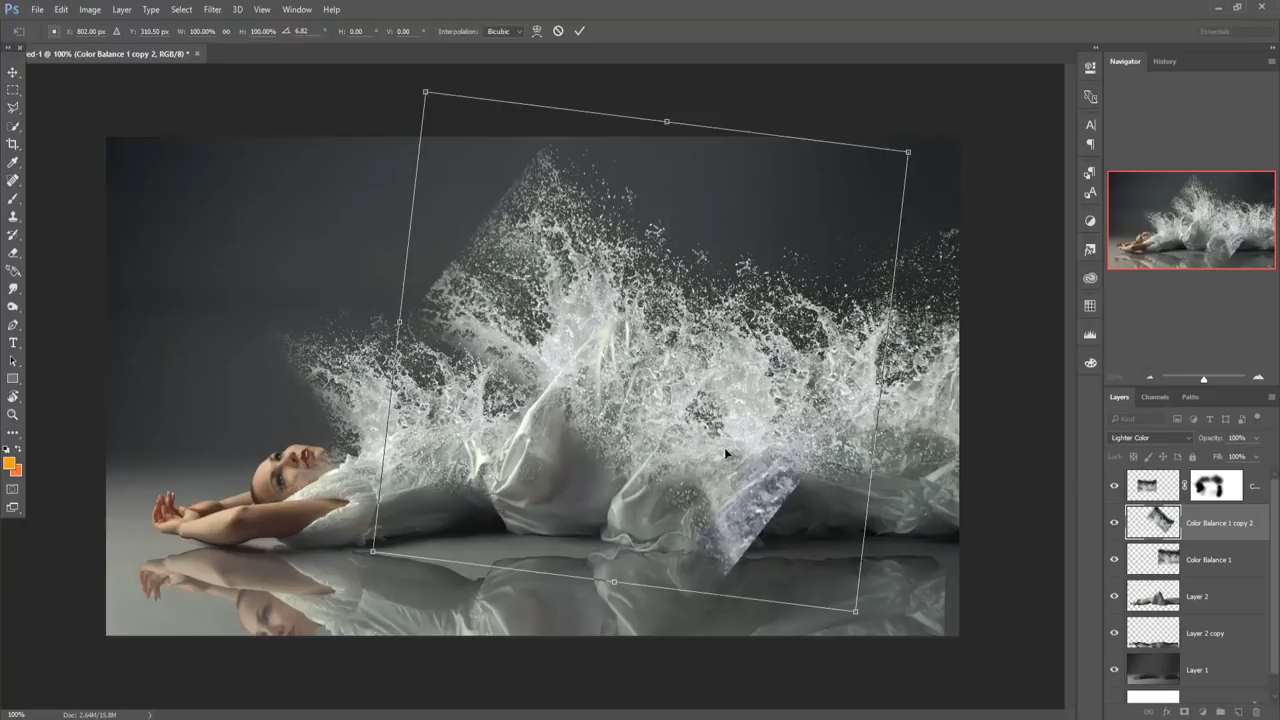 Ps File Edit Image Layer Type Select Filter 3D View Window Help
X: 802.00 px Y: 310.50 px W: 100.00% H: 100.00% 6.82 ° H: 0.00 ° V: 0.00 ° Interpolation: Bicubic Essentials
ed-1 @ 100% (Color Balance 1 copy 2, RGB/8) * ×
Navigator History
Layers Channels Paths
Kind
Lighter Color Opacity: 100%
Lock: Fill: 100%
C...
Color Balance 1 copy 2
Color Balance 1
Layer 2
Layer 2 copy
Layer 1
100% Doc: 2.64M/15.8M